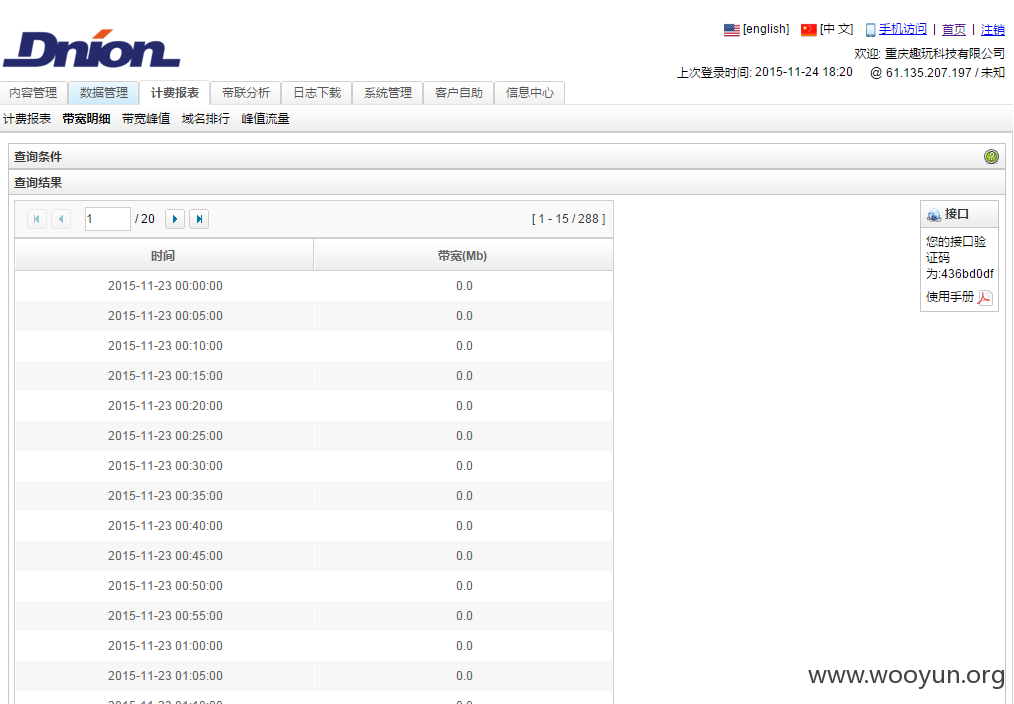 Dnion
[english] [中 文] 手机访问 | 首页 | 注销
欢迎: 重庆趣玩科技有限公司
上次登录时间: 2015-11-24 18:20 @ 61.135.207.197 / 未知
内容管理 数据管理 计费报表 帝联分析 日志下载 系统管理 客户自助 信息中心
计费报表 带宽明细 带宽峰值 域名排行 峰值流量
查询条件
查询结果
1 / 20 [ 1 - 15 / 288 ]
时间 带宽(Mb)
2015-11-23 00:00:00 0.0
2015-11-23 00:05:00 0.0
2015-11-23 00:10:00 0.0
2015-11-23 00:15:00 0.0
2015-11-23 00:20:00 0.0
2015-11-23 00:25:00 0.0
2015-11-23 00:30:00 0.0
2015-11-23 00:35:00 0.0
2015-11-23 00:40:00 0.0
2015-11-23 00:45:00 0.0
2015-11-23 00:50:00 0.0
2015-11-23 00:55:00 0.0
2015-11-23 01:00:00 0.0
2015-11-23 01:05:00 0.0
接口
您的接口验
证码
为:436bd0df
使用手册
www.wooyun.org